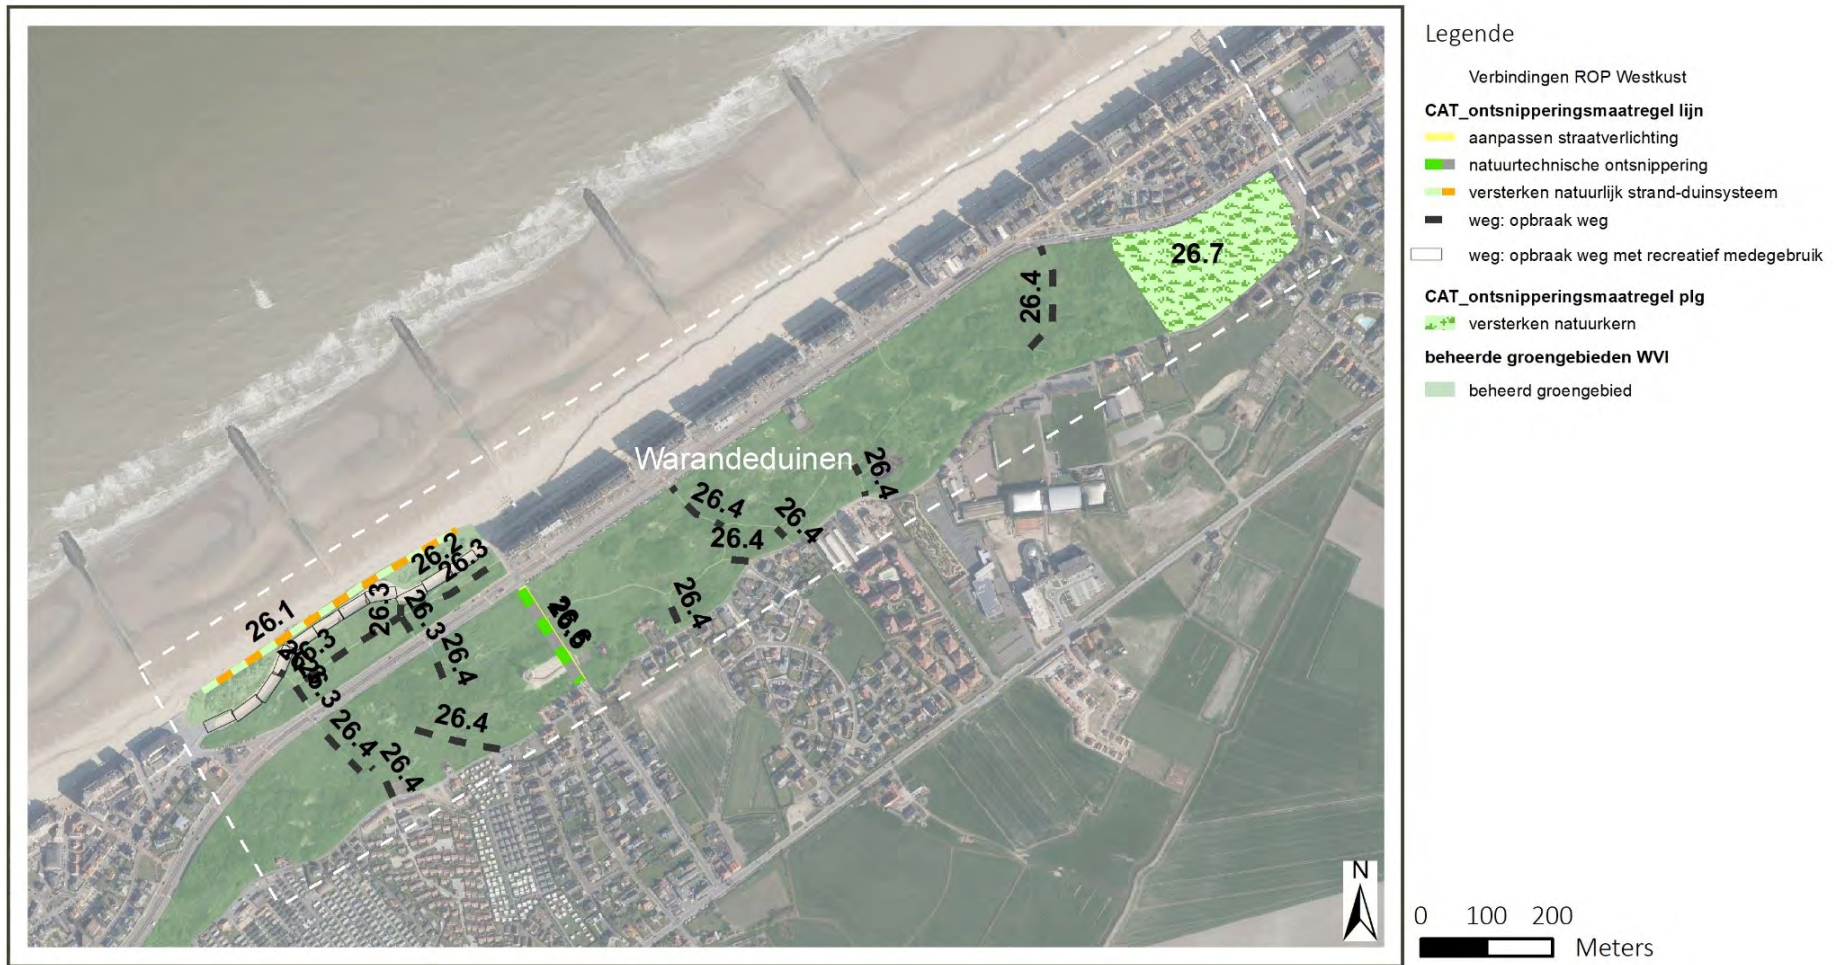 Legende
Verbindingen ROP Westkust
CAT_ontsnipperingsmaatregel lijn
aanpassen straatverlichting
natuurtechnische ontsnippering
versterken natuurlijk strand-duinsysteem
weg: opbraak weg
weg: opbraak weg met recreatief medegebruik
CAT_ontsnipperingsmaatregel plg
versterken natuurkern
beheerde groengebieden WVI
beheerd groengebied
26.7
26.4
Warandeduinen
26.4
26.4
26.4
26.4
26.2
26.3
26.3
26.1
26.3
26.4
26.4
26.3
26.3
26.4
26.4
26.4
N
0 100 200
Meters